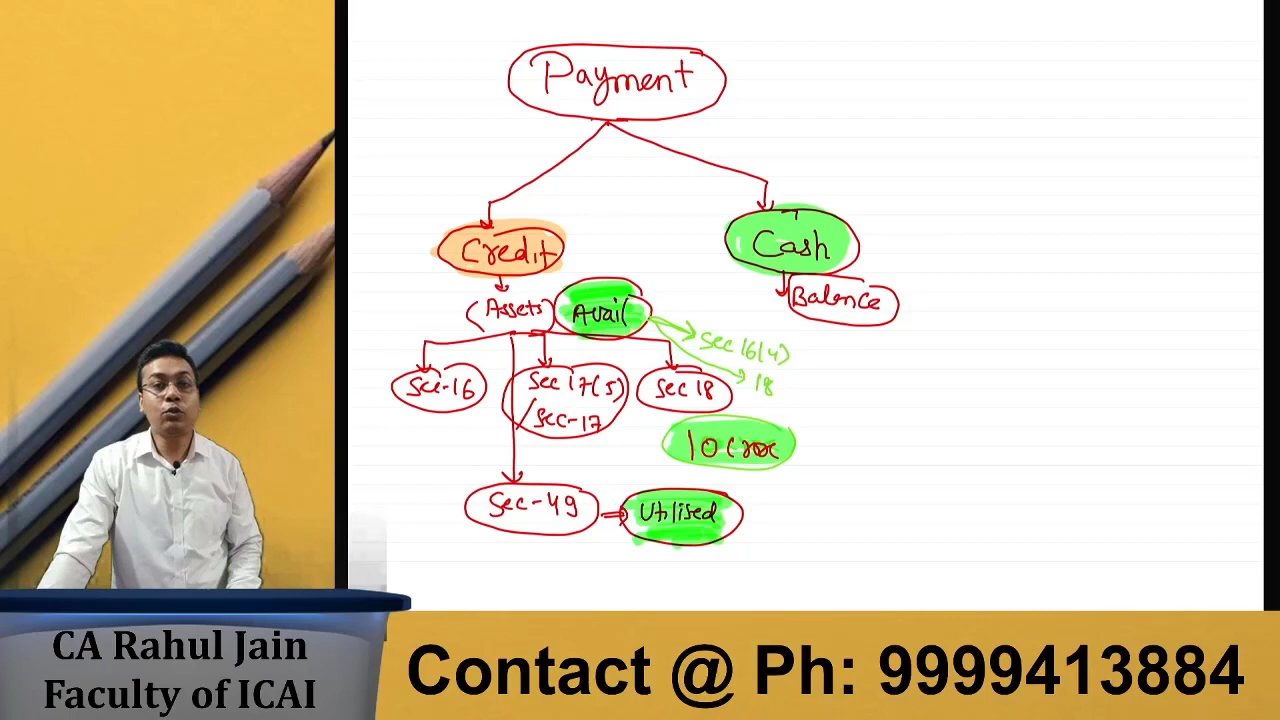 Payment
Credit
Cash
(Assets)
Avail
Balence
Sec 16(4)
18
Sec-16
Sec 17(5)
/Sec-17
Sec 18
10 crore
Sec-49
Utilised
CA Rahul Jain
Faculty of ICAI
Contact @ Ph: 9999413884